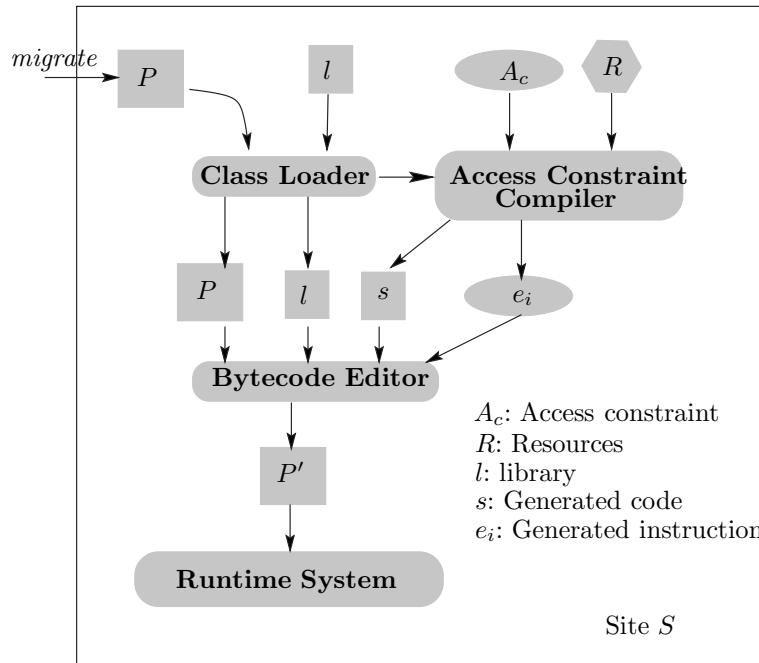 migrate
P
l
A_c
R
Class Loader
Access Constraint
Compiler
P
l
s
e_i
Bytecode Editor
A_c: Access constraint
R: Resources
l: library
s: Generated code
e_i: Generated instruction
P'
Runtime System
Site S